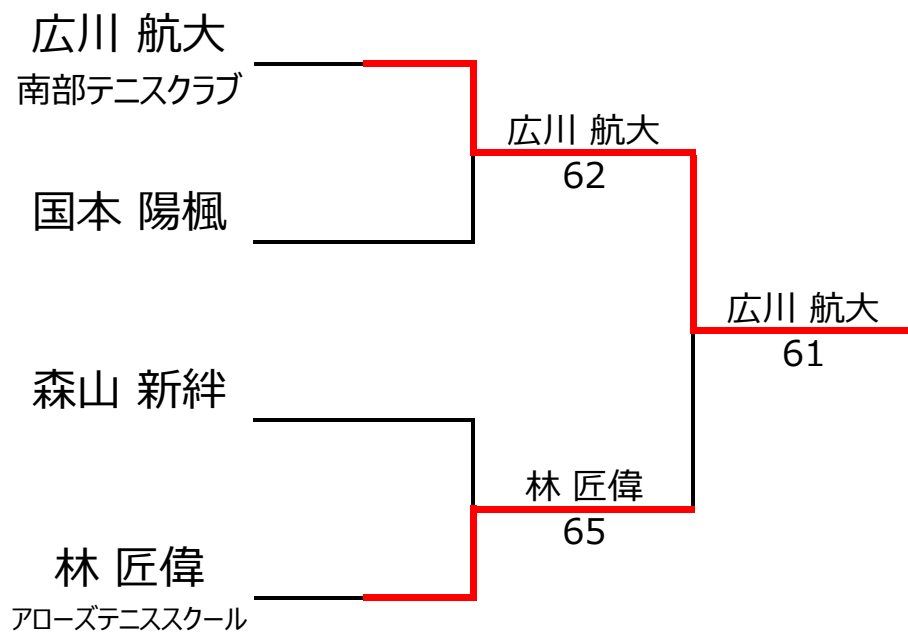 広川 航大
南部テニスクラブ
広川 航大
62
国本 陽楓
広川 航大
61
森山 新絆
林 匠偉
65
林 匠偉
アローズテニススクール